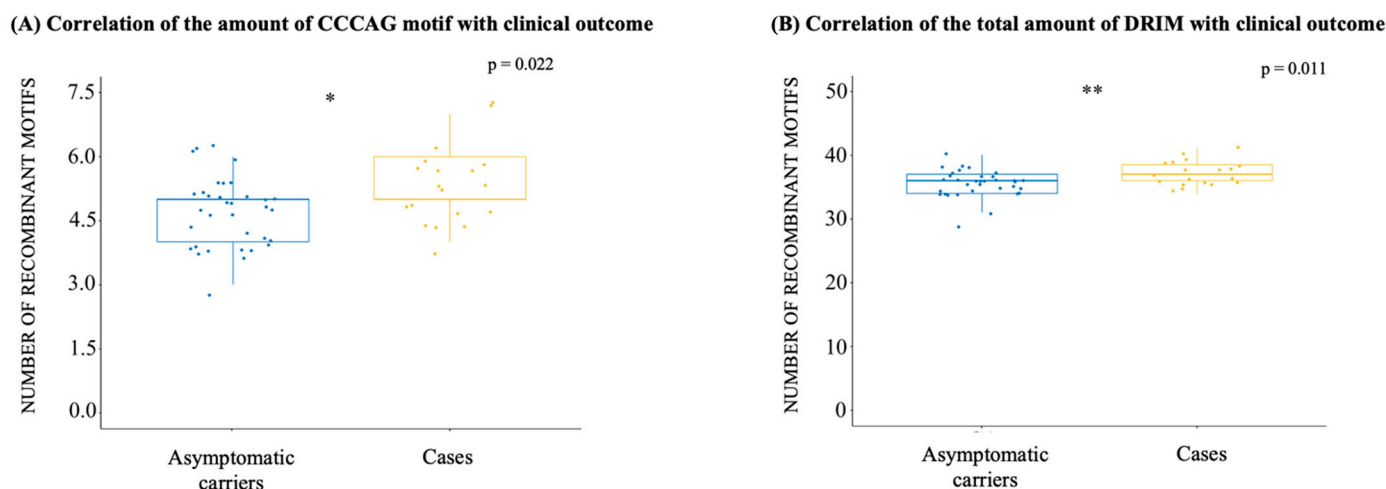 (A) Correlation of the amount of CCCAG motif with clinical outcome
p = 0.022
*
NUMBER OF RECOMBINANT MOTIFS
7.5
6.0
4.5
3.0
1.5
0.0
Asymptomatic
carriers
Cases
(B) Correlation of the total amount of DRIM with clinical outcome
p = 0.011
**
NUMBER OF RECOMBINANT MOTIFS
50
40
30
20
10
0
Asymptomatic
carriers
Cases